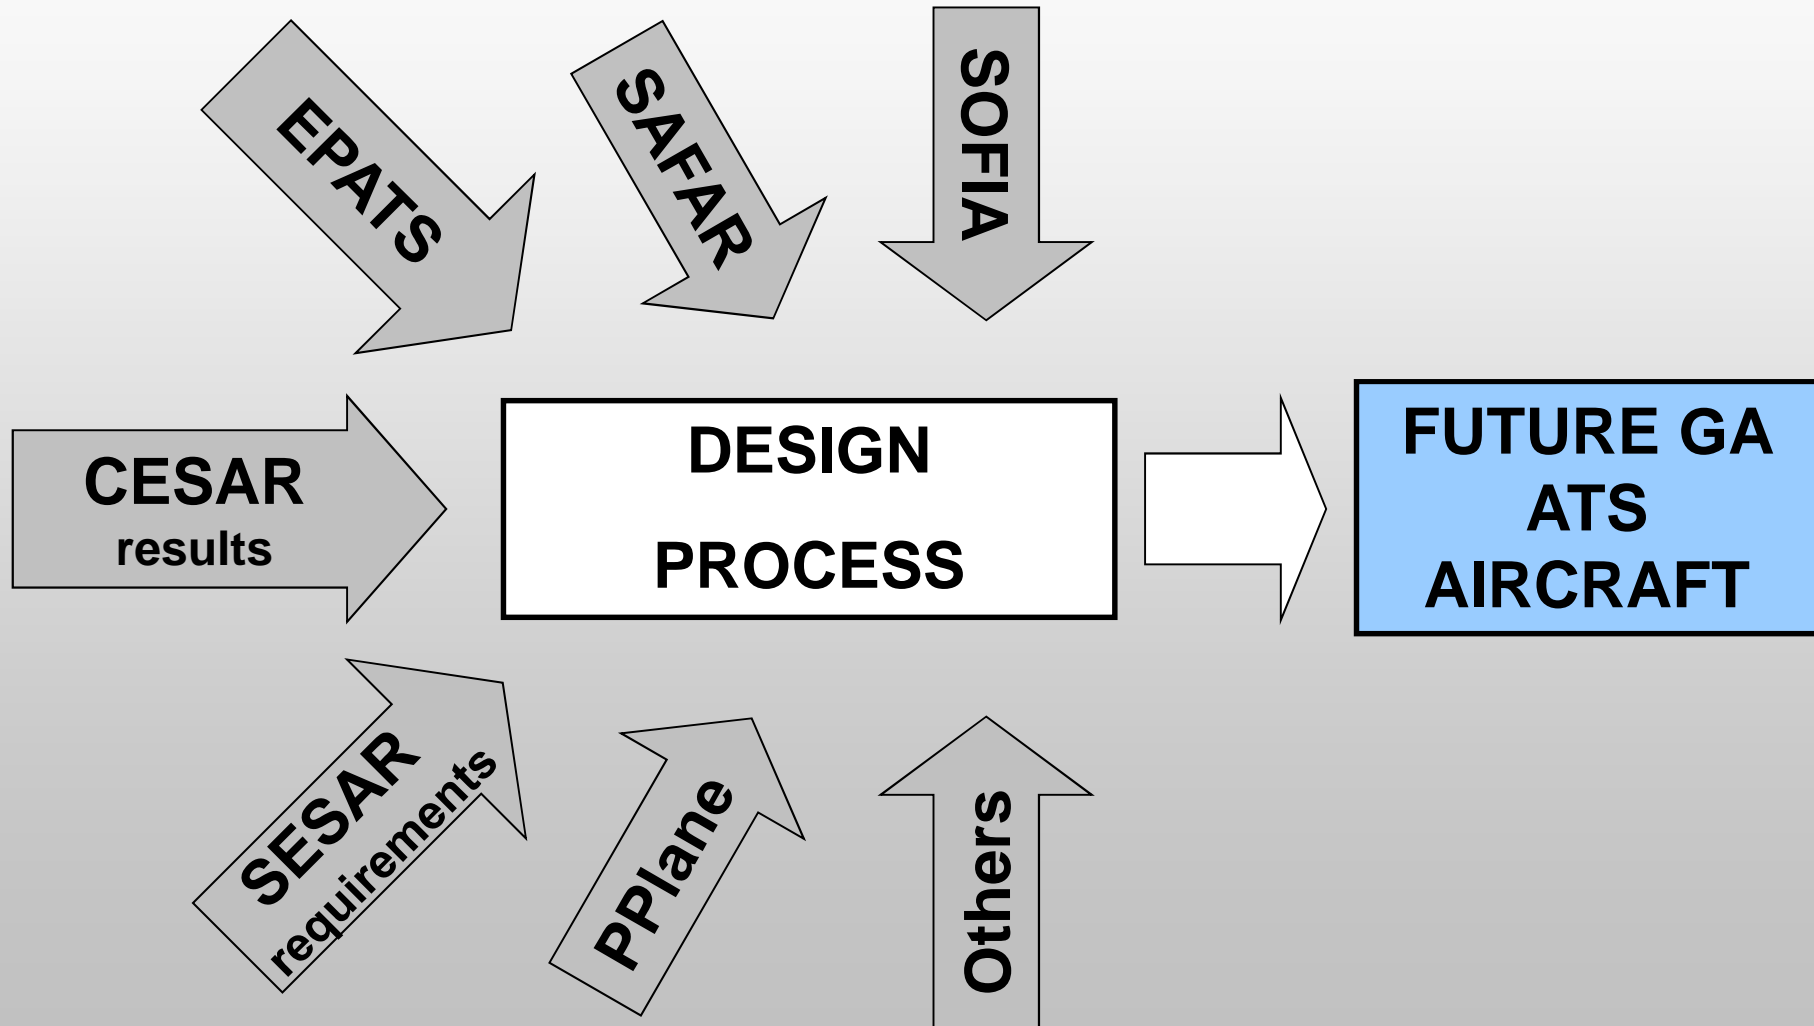 EPATS
SAFAR
SOFIA
CESAR
results
DESIGN
PROCESS
FUTURE GA
ATS
AIRCRAFT
SESAR
requirements
PPlane
Others